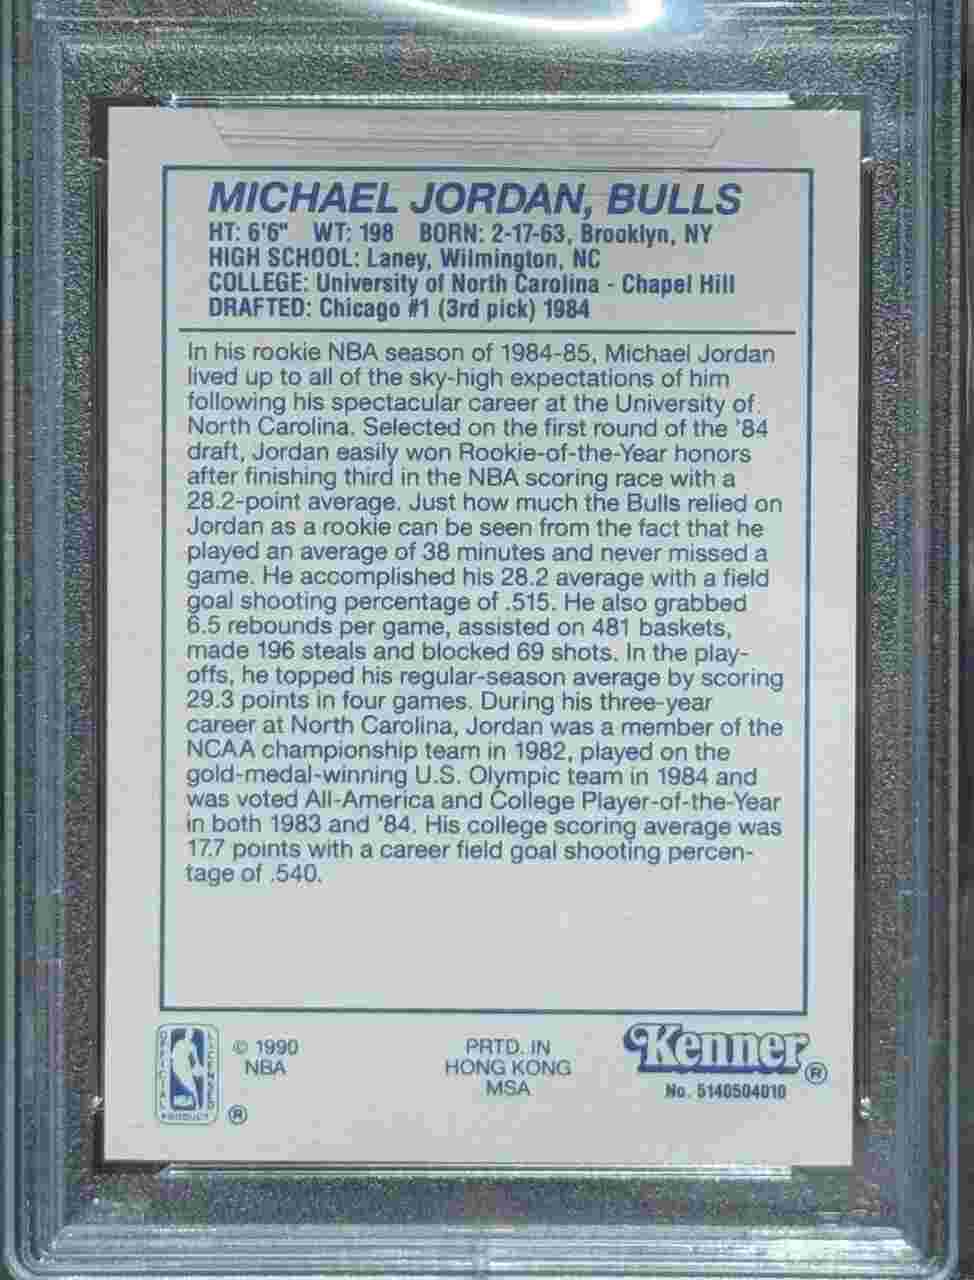 MICHAEL JORDAN, BULLS
HT: 6'6" WT: 198 BORN: 2-17-63, Brooklyn, NY
HIGH SCHOOL: Laney, Wilmington, NC
COLLEGE: University of North Carolina - Chapel Hill
DRAFTED: Chicago #1 (3rd pick) 1984
In his rookie NBA season of 1984-85, Michael Jordan
lived up to all of the sky-high expectations of him
following his spectacular career at the University of
North Carolina. Selected on the first round of the '84
draft, Jordan easily won Rookie-of-the-Year honors
after finishing third in the NBA scoring race with a
28.2-point average. Just how much the Bulls relied on
Jordan as a rookie can be seen from the fact that he
played an average of 38 minutes and never missed a
game. He accomplished his 28.2 average with a field
goal shooting percentage of .515. He also grabbed
6.5 rebounds per game, assisted on 481 baskets,
made 196 steals and blocked 69 shots. In the play-
offs, he topped his regular-season average by scoring
29.3 points in four games. During his three-year
career at North Carolina, Jordan was a member of the
NCAA championship team in 1982, played on the
gold-medal-winning U.S. Olympic team in 1984 and
was voted All-America and College Player-of-the-Year
in both 1983 and '84. His college scoring average was
17.7 points with a career field goal shooting percen-
tage of .540.
OFFICIAL
LICENSED
PRODUCT
®
© 1990
NBA
PRTD. IN
HONG KONG
MSA
Kenner®
No. 5140504010